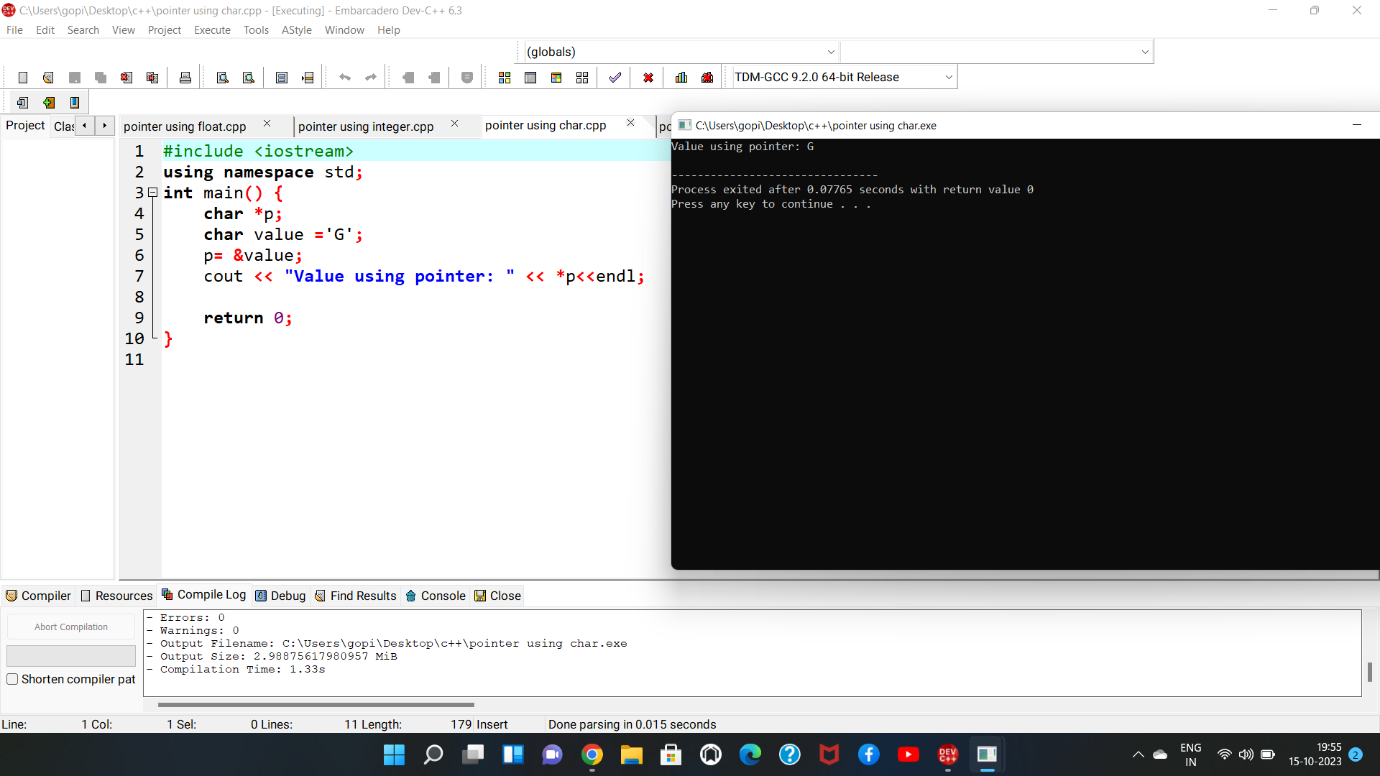 C:\Users\gopi\Desktop\c++\pointer using char.cpp - [Executing] - Embarcadero Dev-C++ 6.3
File Edit Search View Project Execute Tools AStyle Window Help
(globals)
TDM-GCC 9.2.0 64-bit Release
Project Clas
pointer using float.cpp
pointer using integer.cpp
pointer using char.cpp
po
1 #include <iostream>
2 using namespace std;
3 int main() {
4 char *p;
5 char value ='G';
6 p= &value;
7 cout << "Value using pointer: " << *p<<endl;
8
9 return 0;
10 }
11
C:\Users\gopi\Desktop\c++\pointer using char.exe
Value using pointer: G
--------------------------------
Process exited after 0.07765 seconds with return value 0
Press any key to continue . . .
Compiler Resources Compile Log Debug Find Results Console Close
Abort Compilation
Shorten compiler pat
- Errors: 0
- Warnings: 0
- Output Filename: C:\Users\gopi\Desktop\c++\pointer using char.exe
- Output Size: 2.98875617980957 MiB
- Compilation Time: 1.33s
Line: 1 Col: 1 Sel: 0 Lines: 11 Length: 179 Insert Done parsing in 0.015 seconds
DEV C++
ENG
IN
19:55
15-10-2023
2